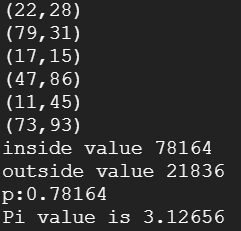 (22,28)
(79,31)
(17,15)
(47,86)
(11,45)
(73,93)
inside value 78164
outside value 21836
p:0.78164
Pi value is 3.12656